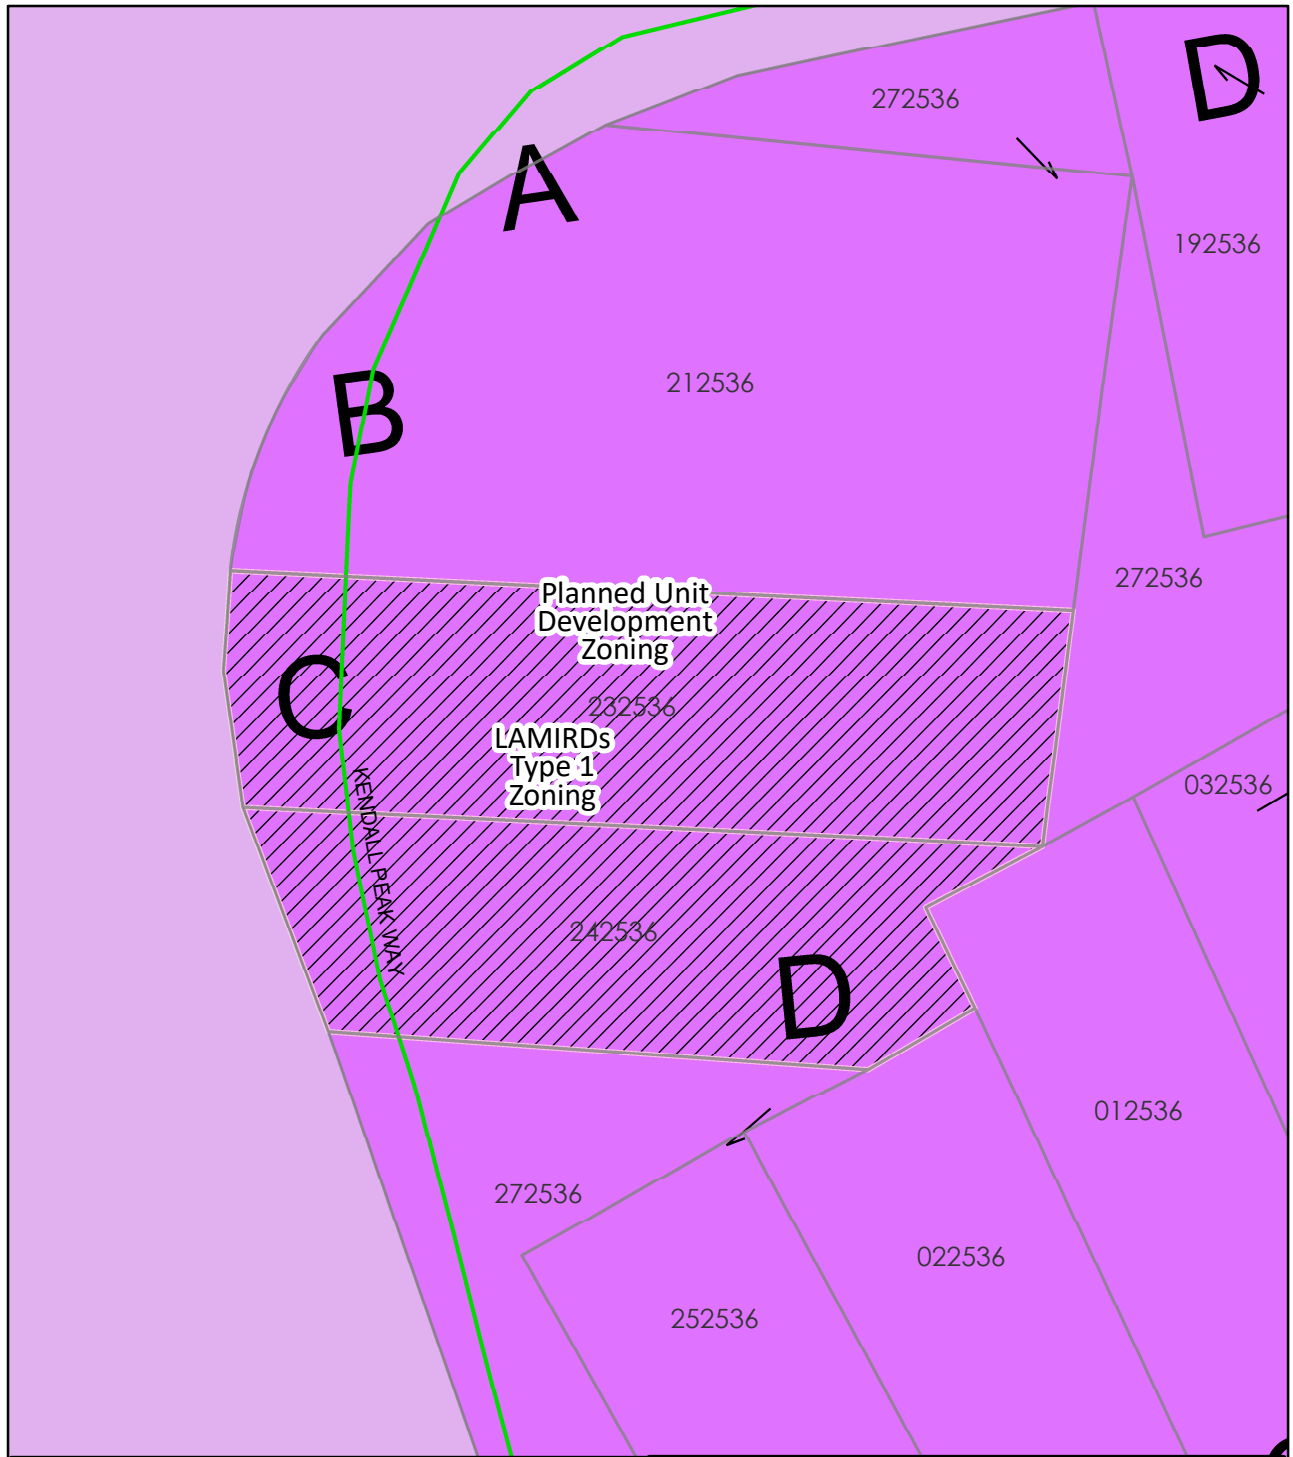 D
272536
A
192536
212536
B
272536
Planned Unit
Development
Zoning
C
232536
LAMIRDs
Type 1
Zoning
032536
KENDALL PEAK WAY
242536
D
012536
272536
022536
252536